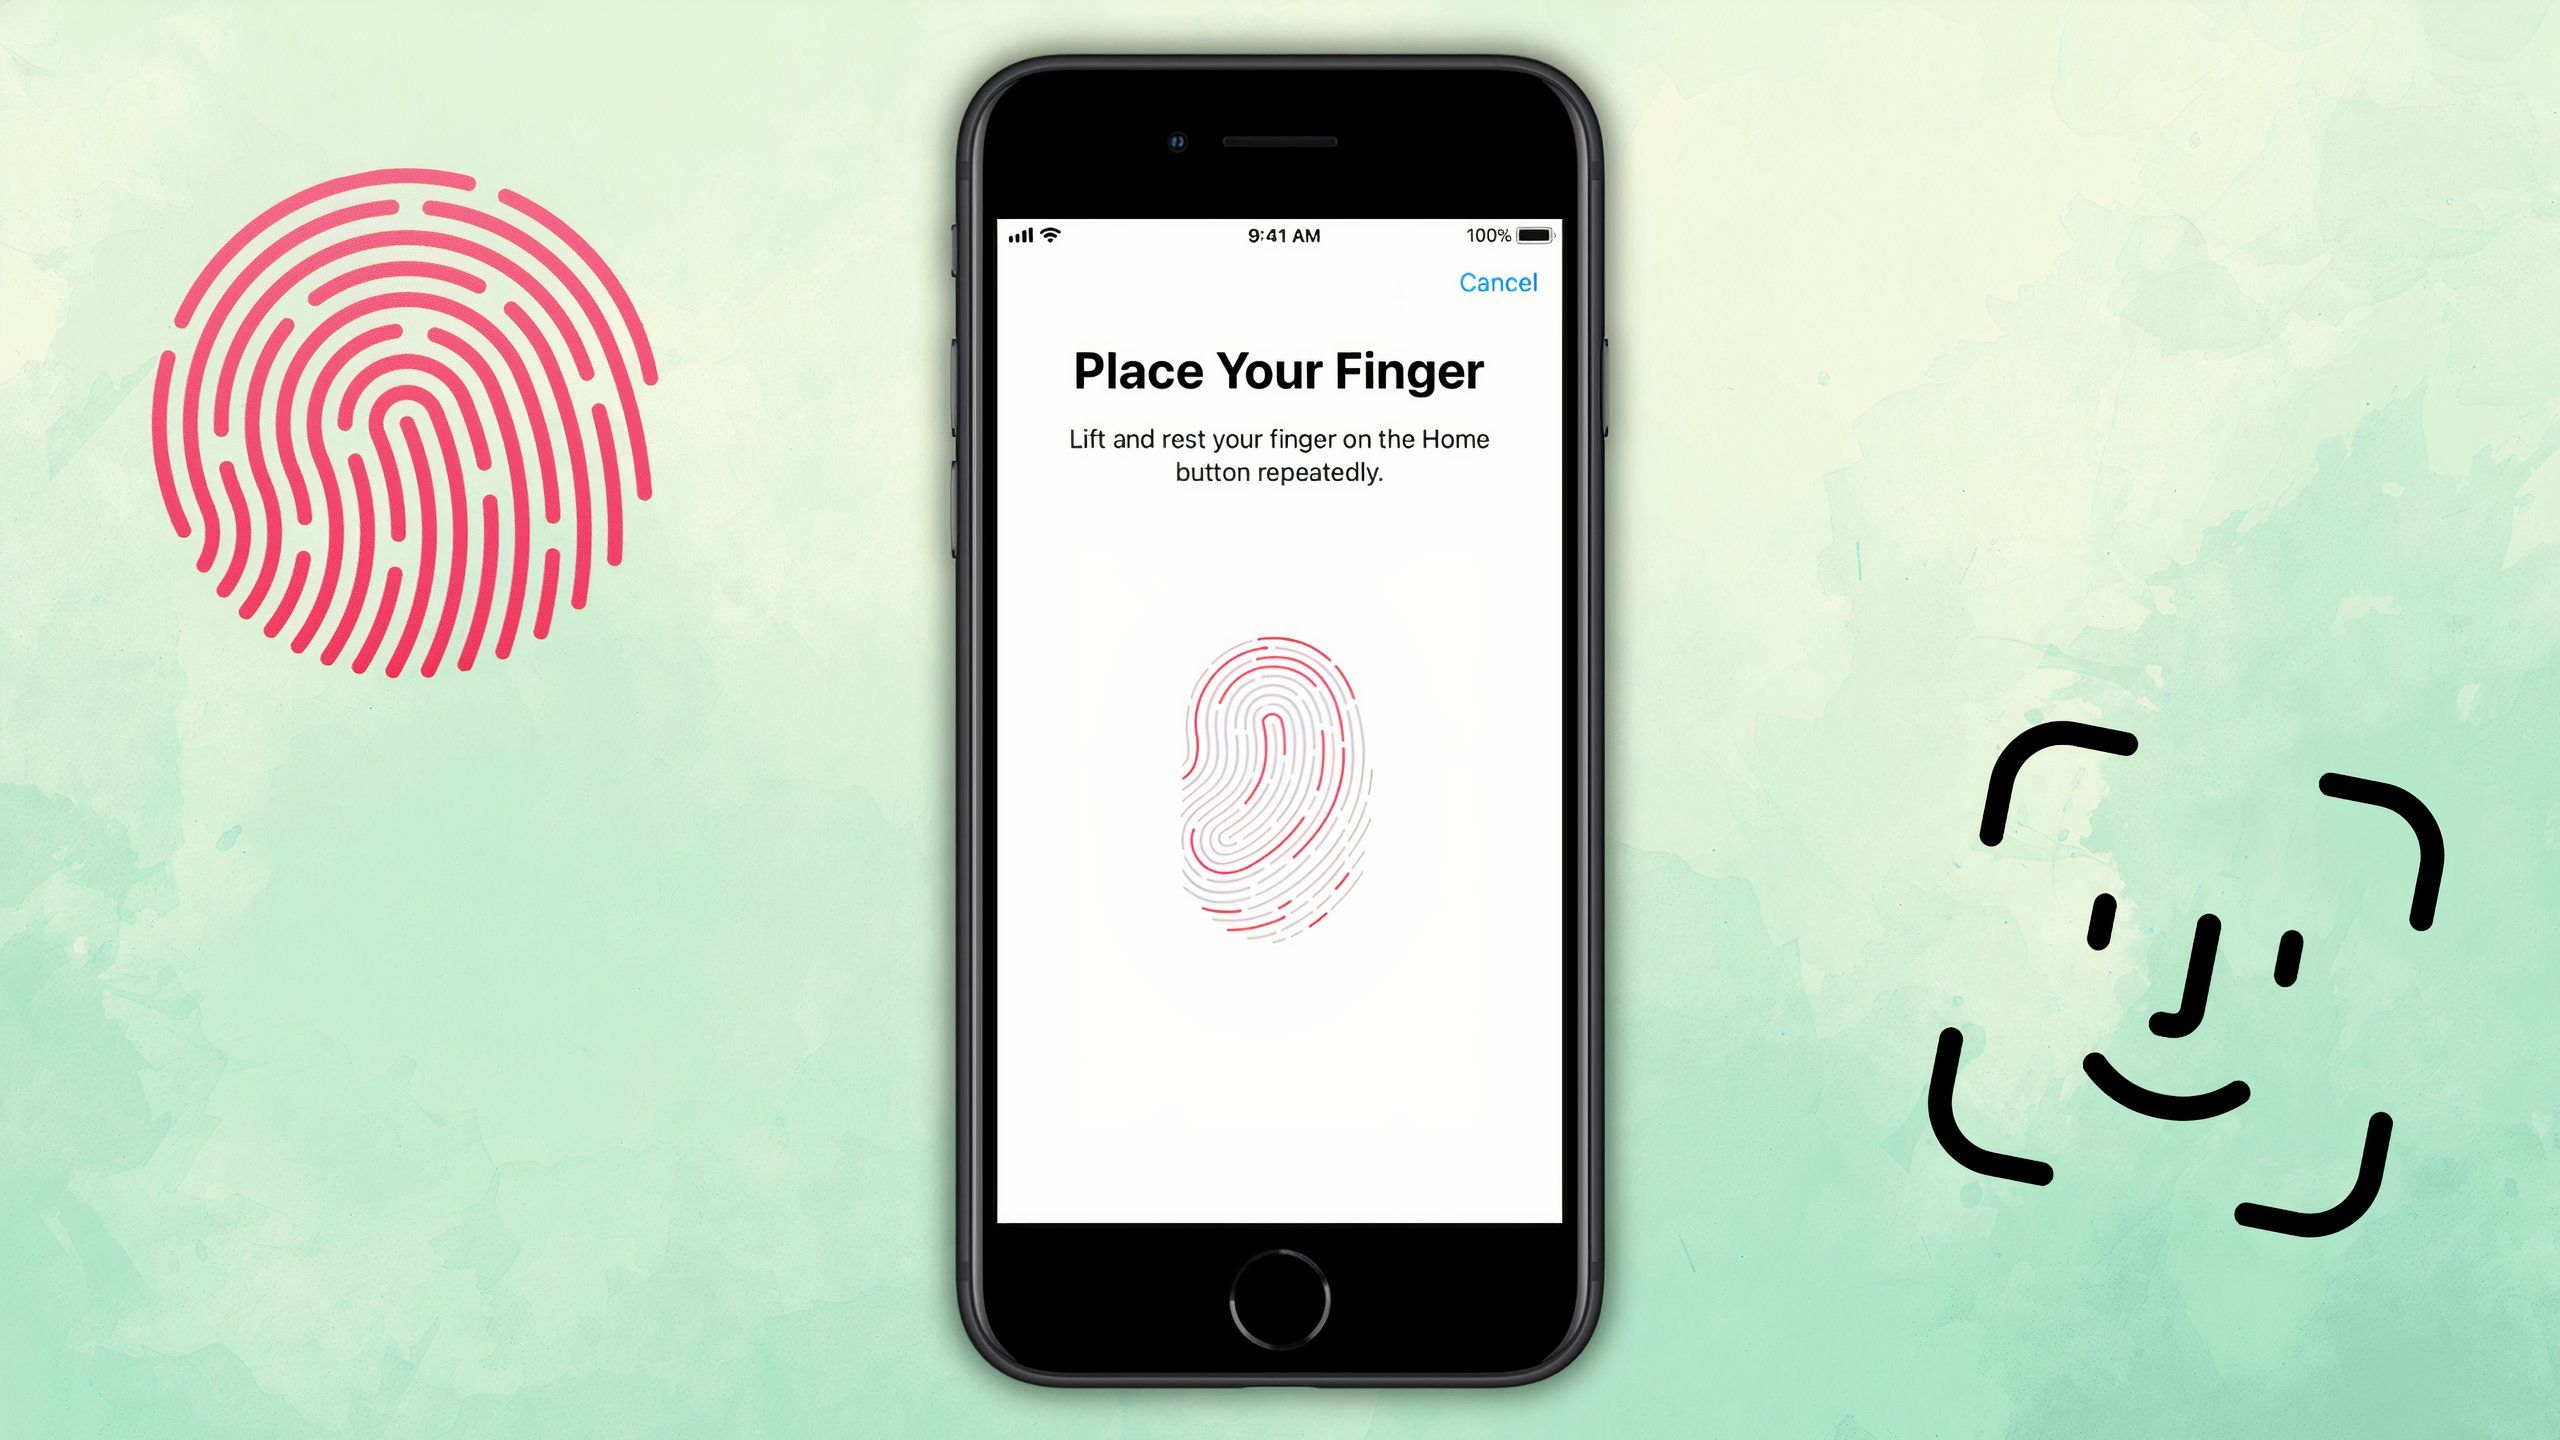 9:41 AM
100%
Cancel
Place Your Finger
Lift and rest your finger on the Home
button repeatedly.